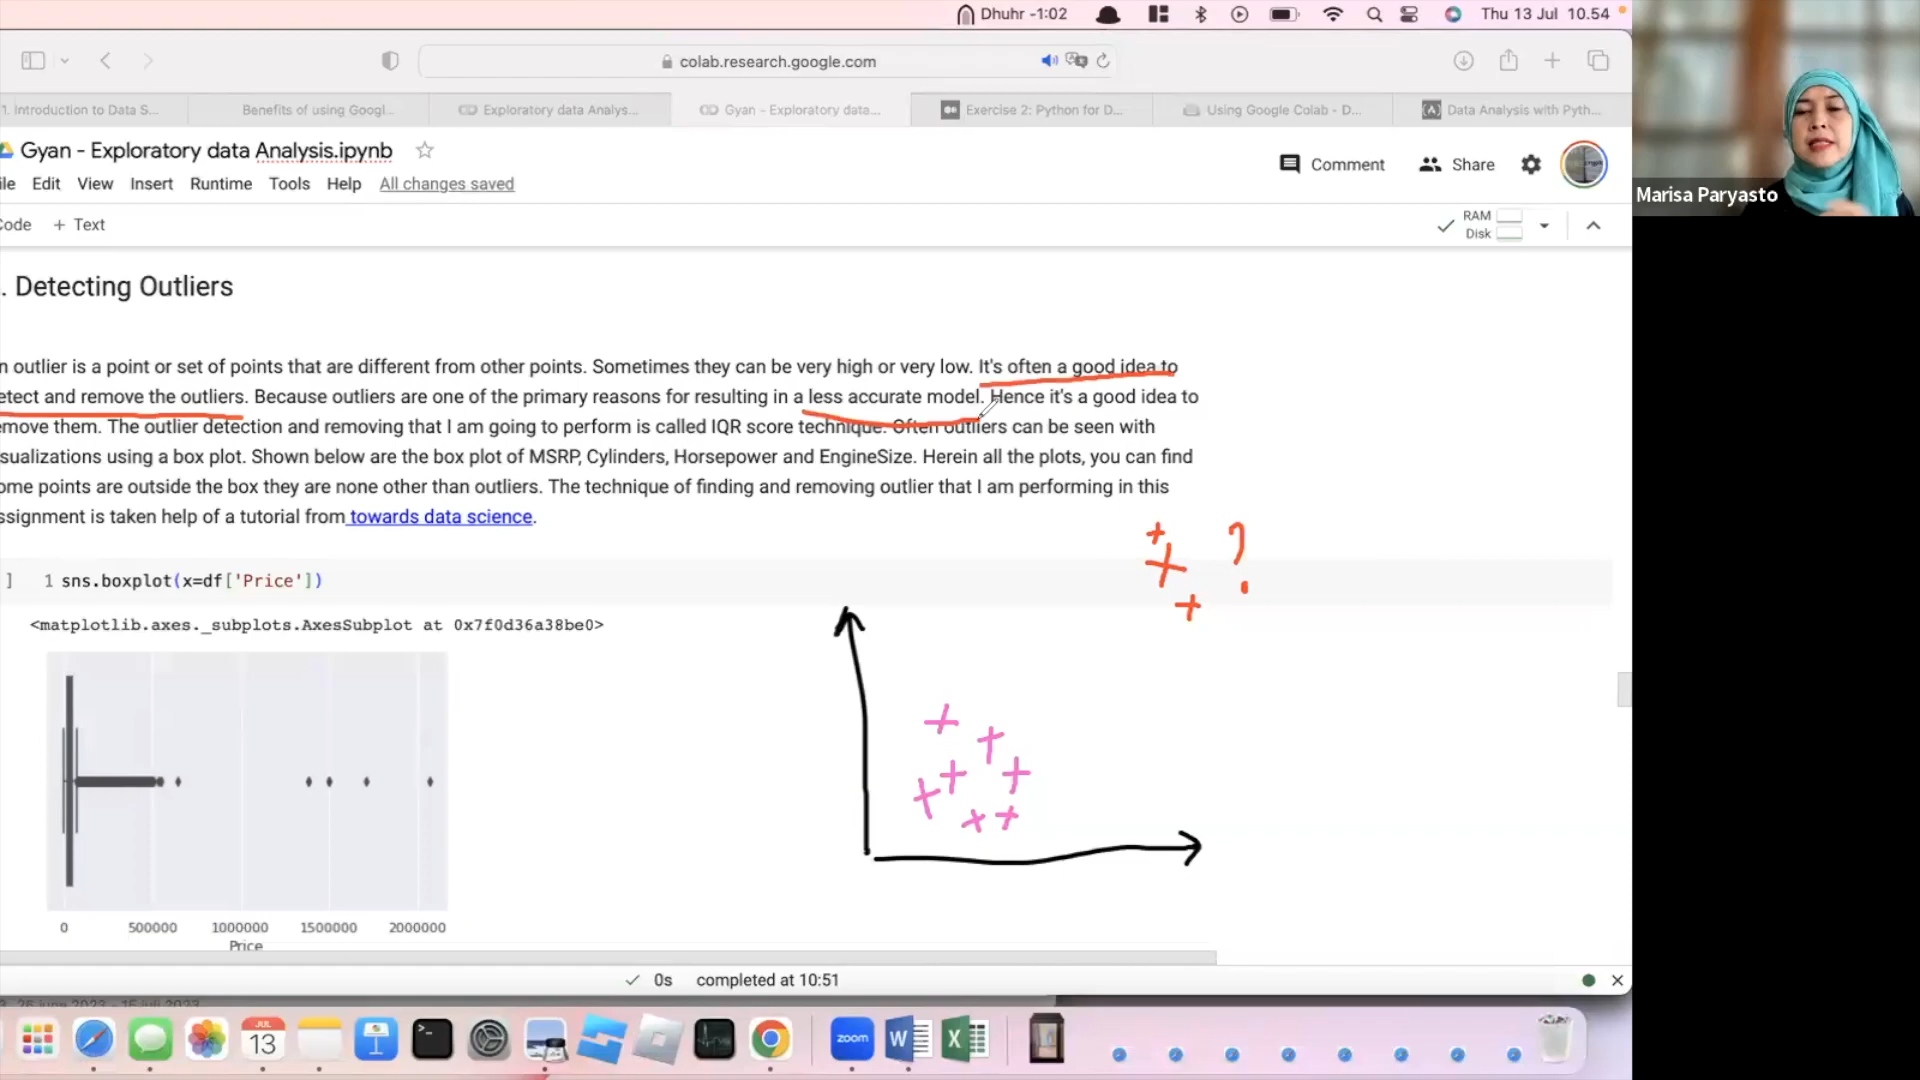 Dhuhr -1:02
Thu 13 Jul 10.54
colab.research.google.com
1. Introduction to Data S...
Benefits of using Googl...
Exploratory data Analys...
Gyan - Exploratory data...
Exercise 2: Python for D...
Using Google Colab - D...
Data Analysis with Pyth...
Gyan - Exploratory data Analysis.ipynb
Comment
Share
Marisa Paryasto
ile Edit View Insert Runtime Tools Help All changes saved
ode + Text
RAM
Disk
. Detecting Outliers
n outlier is a point or set of points that are different from other points. Sometimes they can be very high or very low. It's often a good idea to
etect and remove the outliers. Because outliers are one of the primary reasons for resulting in a less accurate model. Hence it's a good idea to
emove them. The outlier detection and removing that I am going to perform is called IQR score technique. Often outliers can be seen with
sualizations using a box plot. Shown below are the box plot of MSRP, Cylinders, Horsepower and EngineSize. Herein all the plots, you can find
ome points are outside the box they are none other than outliers. The technique of finding and removing outlier that I am performing in this
ssignment is taken help of a tutorial from towards data science.
?
] 1 sns.boxplot(x=df['Price'])
<matplotlib.axes._subplots.AxesSubplot at 0x7f0d36a38be0>
0 500000 1000000 1500000 2000000
Price
0s completed at 10:51
JUL
13
zoom
W
X